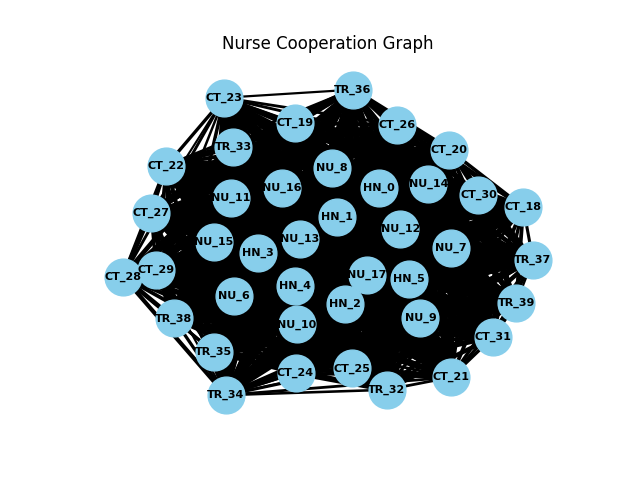 Nurse Cooperation Graph
TR_36
CT_23
CT_19
CT_26
TR_33
CT_20
CT_22
NU_8
NU_14
NU_16
HN_0
CT_30
NU_11
CT_18
CT_27
HN_1
NU_12
NU_13
NU_15
NU_7
HN_3
TR_37
CT_29
NU_17
CT_28
HN_5
HN_4
NU_6
TR_39
HN_2
TR_38
NU_9
NU_10
CT_31
TR_35
CT_25
CT_24
CT_21
TR_32
TR_34